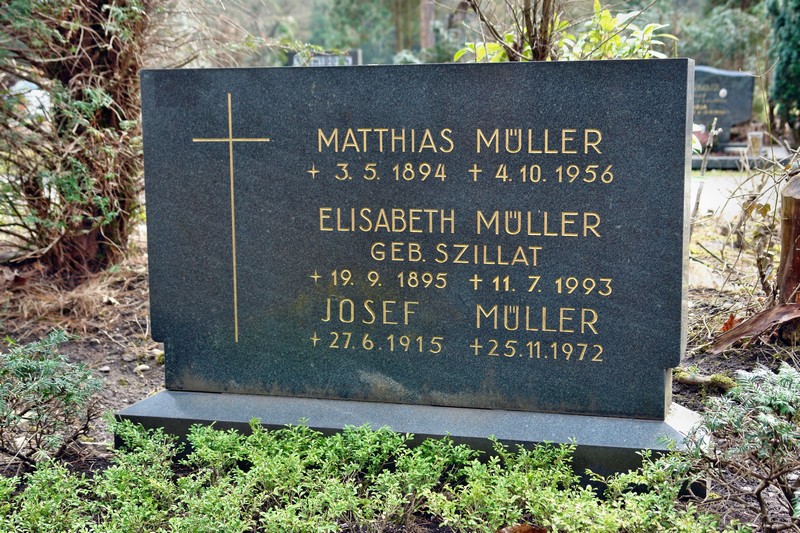 MATTHIAS MÜLLER
+ 3. 5. 1894 + 4. 10. 1956
ELISABETH MÜLLER
GEB. SZILLAT
+ 19. 9. 1895 + 11. 7. 1993
JOSEF MÜLLER
+ 27.6.1915 + 25.11.1972